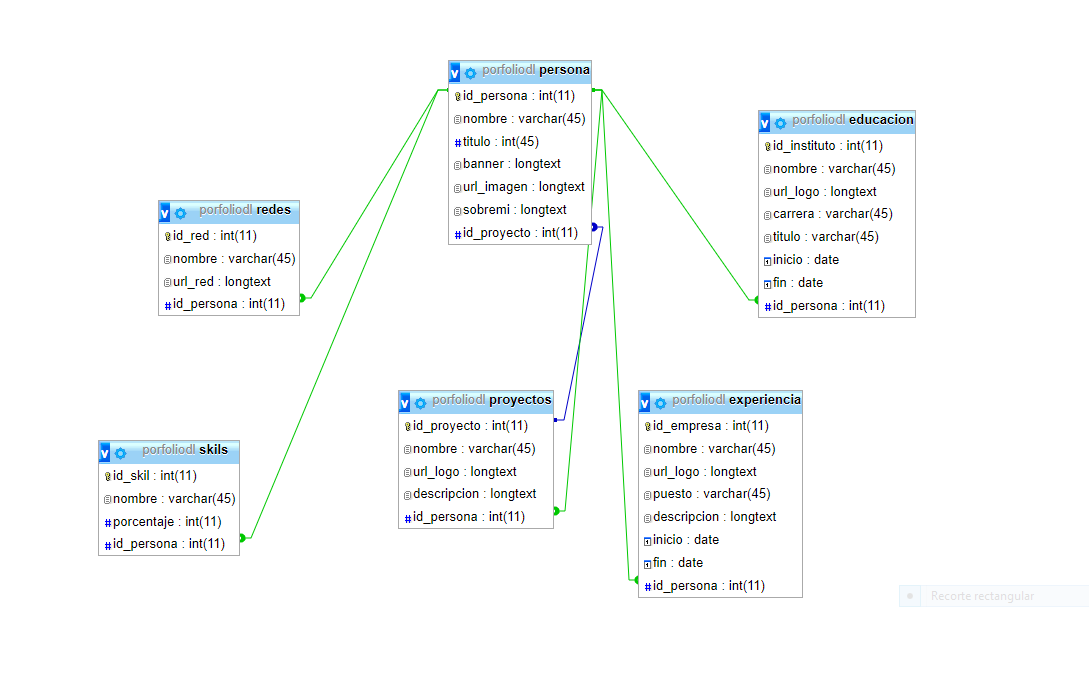 porfoliodl persona
id_persona : int(11)
nombre : varchar(45)
titulo : int(45)
banner : longtext
url_imagen : longtext
sobremi : longtext
id_proyecto : int(11)
porfoliodl educacion
id_instituto : int(11)
nombre : varchar(45)
url_logo : longtext
carrera : varchar(45)
titulo : varchar(45)
inicio : date
fin : date
id_persona : int(11)
porfoliodl redes
id_red : int(11)
nombre : varchar(45)
url_red : longtext
id_persona : int(11)
porfoliodl proyectos
id_proyecto : int(11)
nombre : varchar(45)
url_logo : longtext
descripcion : longtext
id_persona : int(11)
porfoliodl experiencia
id_empresa : int(11)
nombre : varchar(45)
url_logo : longtext
puesto : varchar(45)
descripcion : longtext
inicio : date
fin : date
id_persona : int(11)
porfoliodl skils
id_skil : int(11)
nombre : varchar(45)
porcentaje : int(11)
id_persona : int(11)
Recorte rectangular